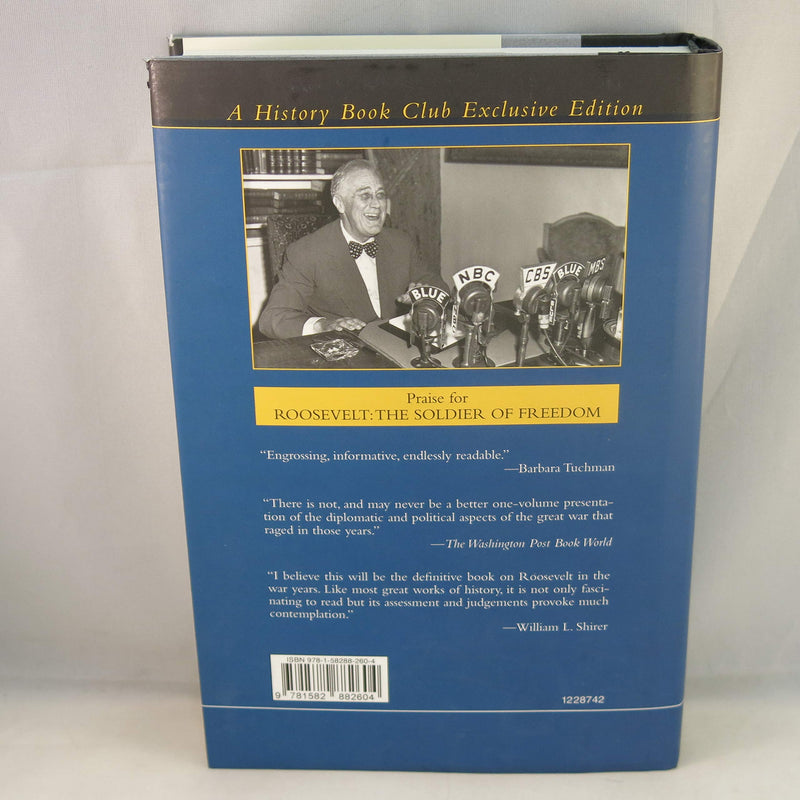 A History Book Club Exclusive Edition
BLUE
NBC
CBS
BLUE
MBS
Praise for
ROOSEVELT: THE SOLDIER OF FREEDOM
“Engrossing, informative, endlessly readable.”
—Barbara Tuchman
“There is not, and may never be a better one-volume presenta-
tion of the diplomatic and political aspects of the great war that
raged in those years.”
—The Washington Post Book World
“I believe this will be the definitive book on Roosevelt in the
war years. Like most great works of history, it is not only fasci-
nating to read but its assessment and judgements provoke much
contemplation.”
—William L. Shirer
ISBN 978-1-58288-260-4
9 781582 882604
1228742